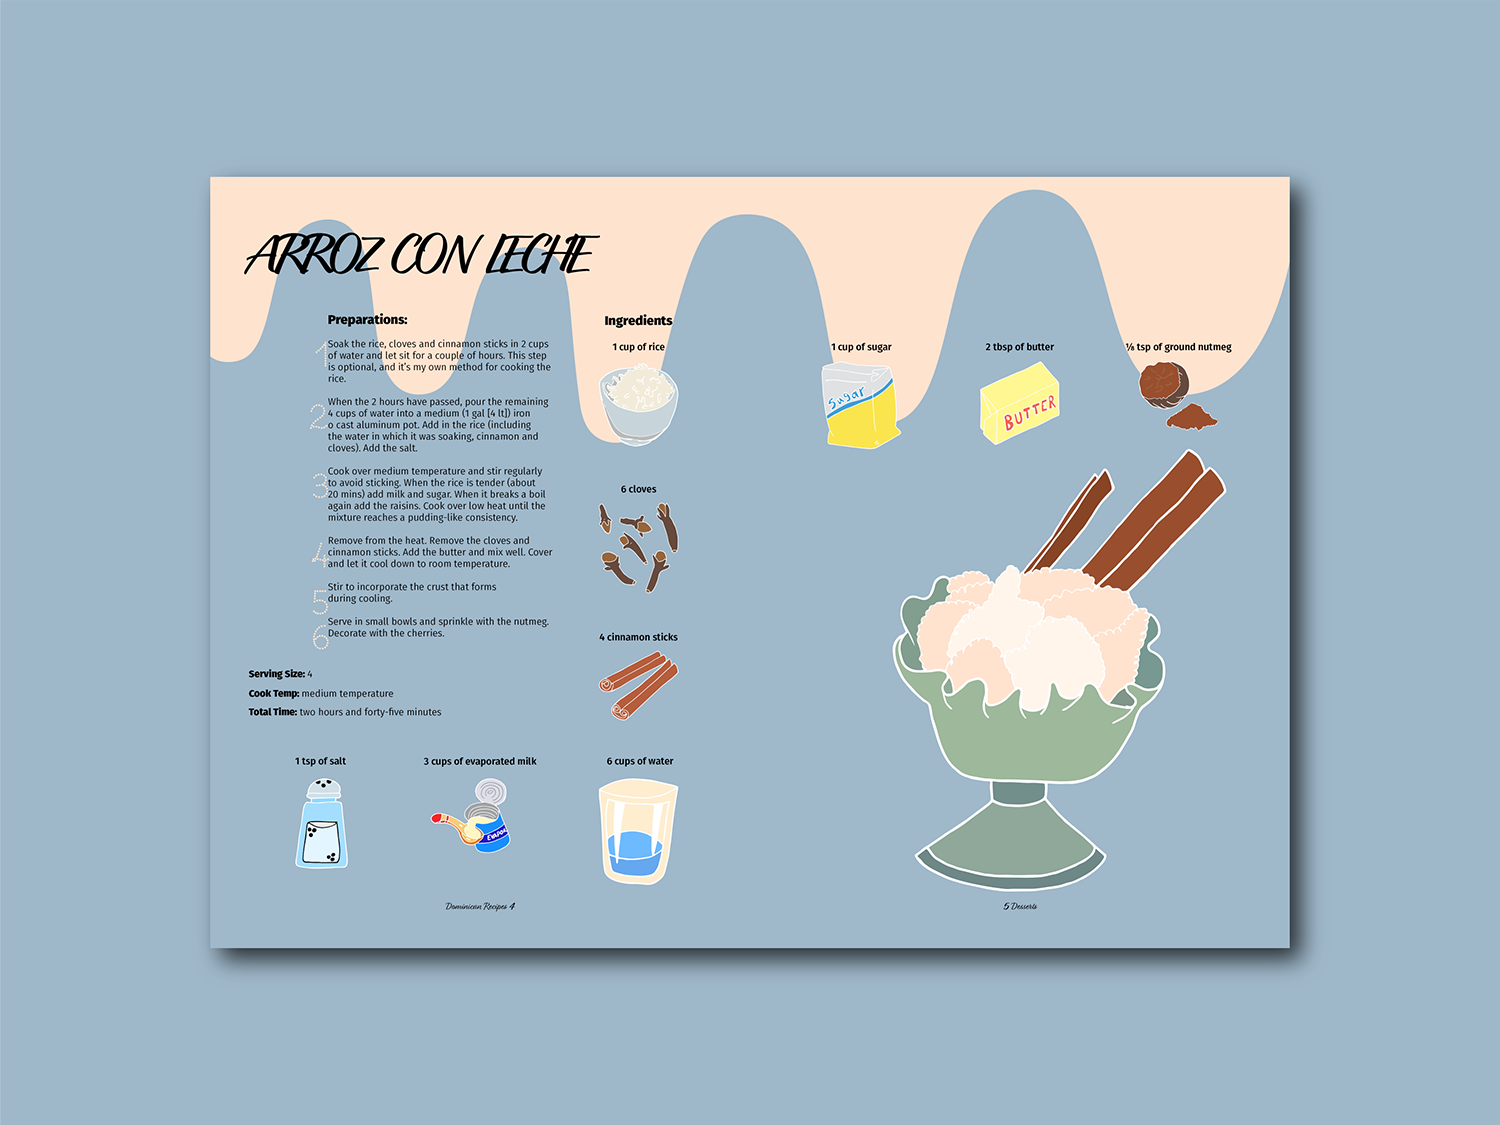 ARROZ CON LECHE
Preparations:
1
Soak the rice, cloves and cinnamon sticks in 2 cups
of water and let sit for a couple of hours. This step
is optional, and it's my own method for cooking the
rice.
2
When the 2 hours have passed, pour the remaining
4 cups of water into a medium (1 gal [4 lt]) iron
o cast aluminum pot. Add in the rice (including
the water in which it was soaking, cinnamon and
cloves). Add the salt.
3
Cook over medium temperature and stir regularly
to avoid sticking. When the rice is tender (about
20 mins) add milk and sugar. When it breaks a boil
again add the raisins. Cook over low heat until the
mixture reaches a pudding-like consistency.
4
Remove from the heat. Remove the cloves and
cinnamon sticks. Add the butter and mix well. Cover
and let it cool down to room temperature.
5
Stir to incorporate the crust that forms
during cooling.
6
Serve in small bowls and sprinkle with the nutmeg.
Decorate with the cherries.
Serving Size: 4
Cook Temp: medium temperature
Total Time: two hours and forty-five minutes
Ingredients
1 cup of rice
6 cloves
4 cinnamon sticks
1 tsp of salt
3 cups of evaporated milk
EVAPOR
6 cups of water
1 cup of sugar
Sugar
2 tbsp of butter
BUTTER
⅛ tsp of ground nutmeg
Dominican Recipes 4
5 Desserts